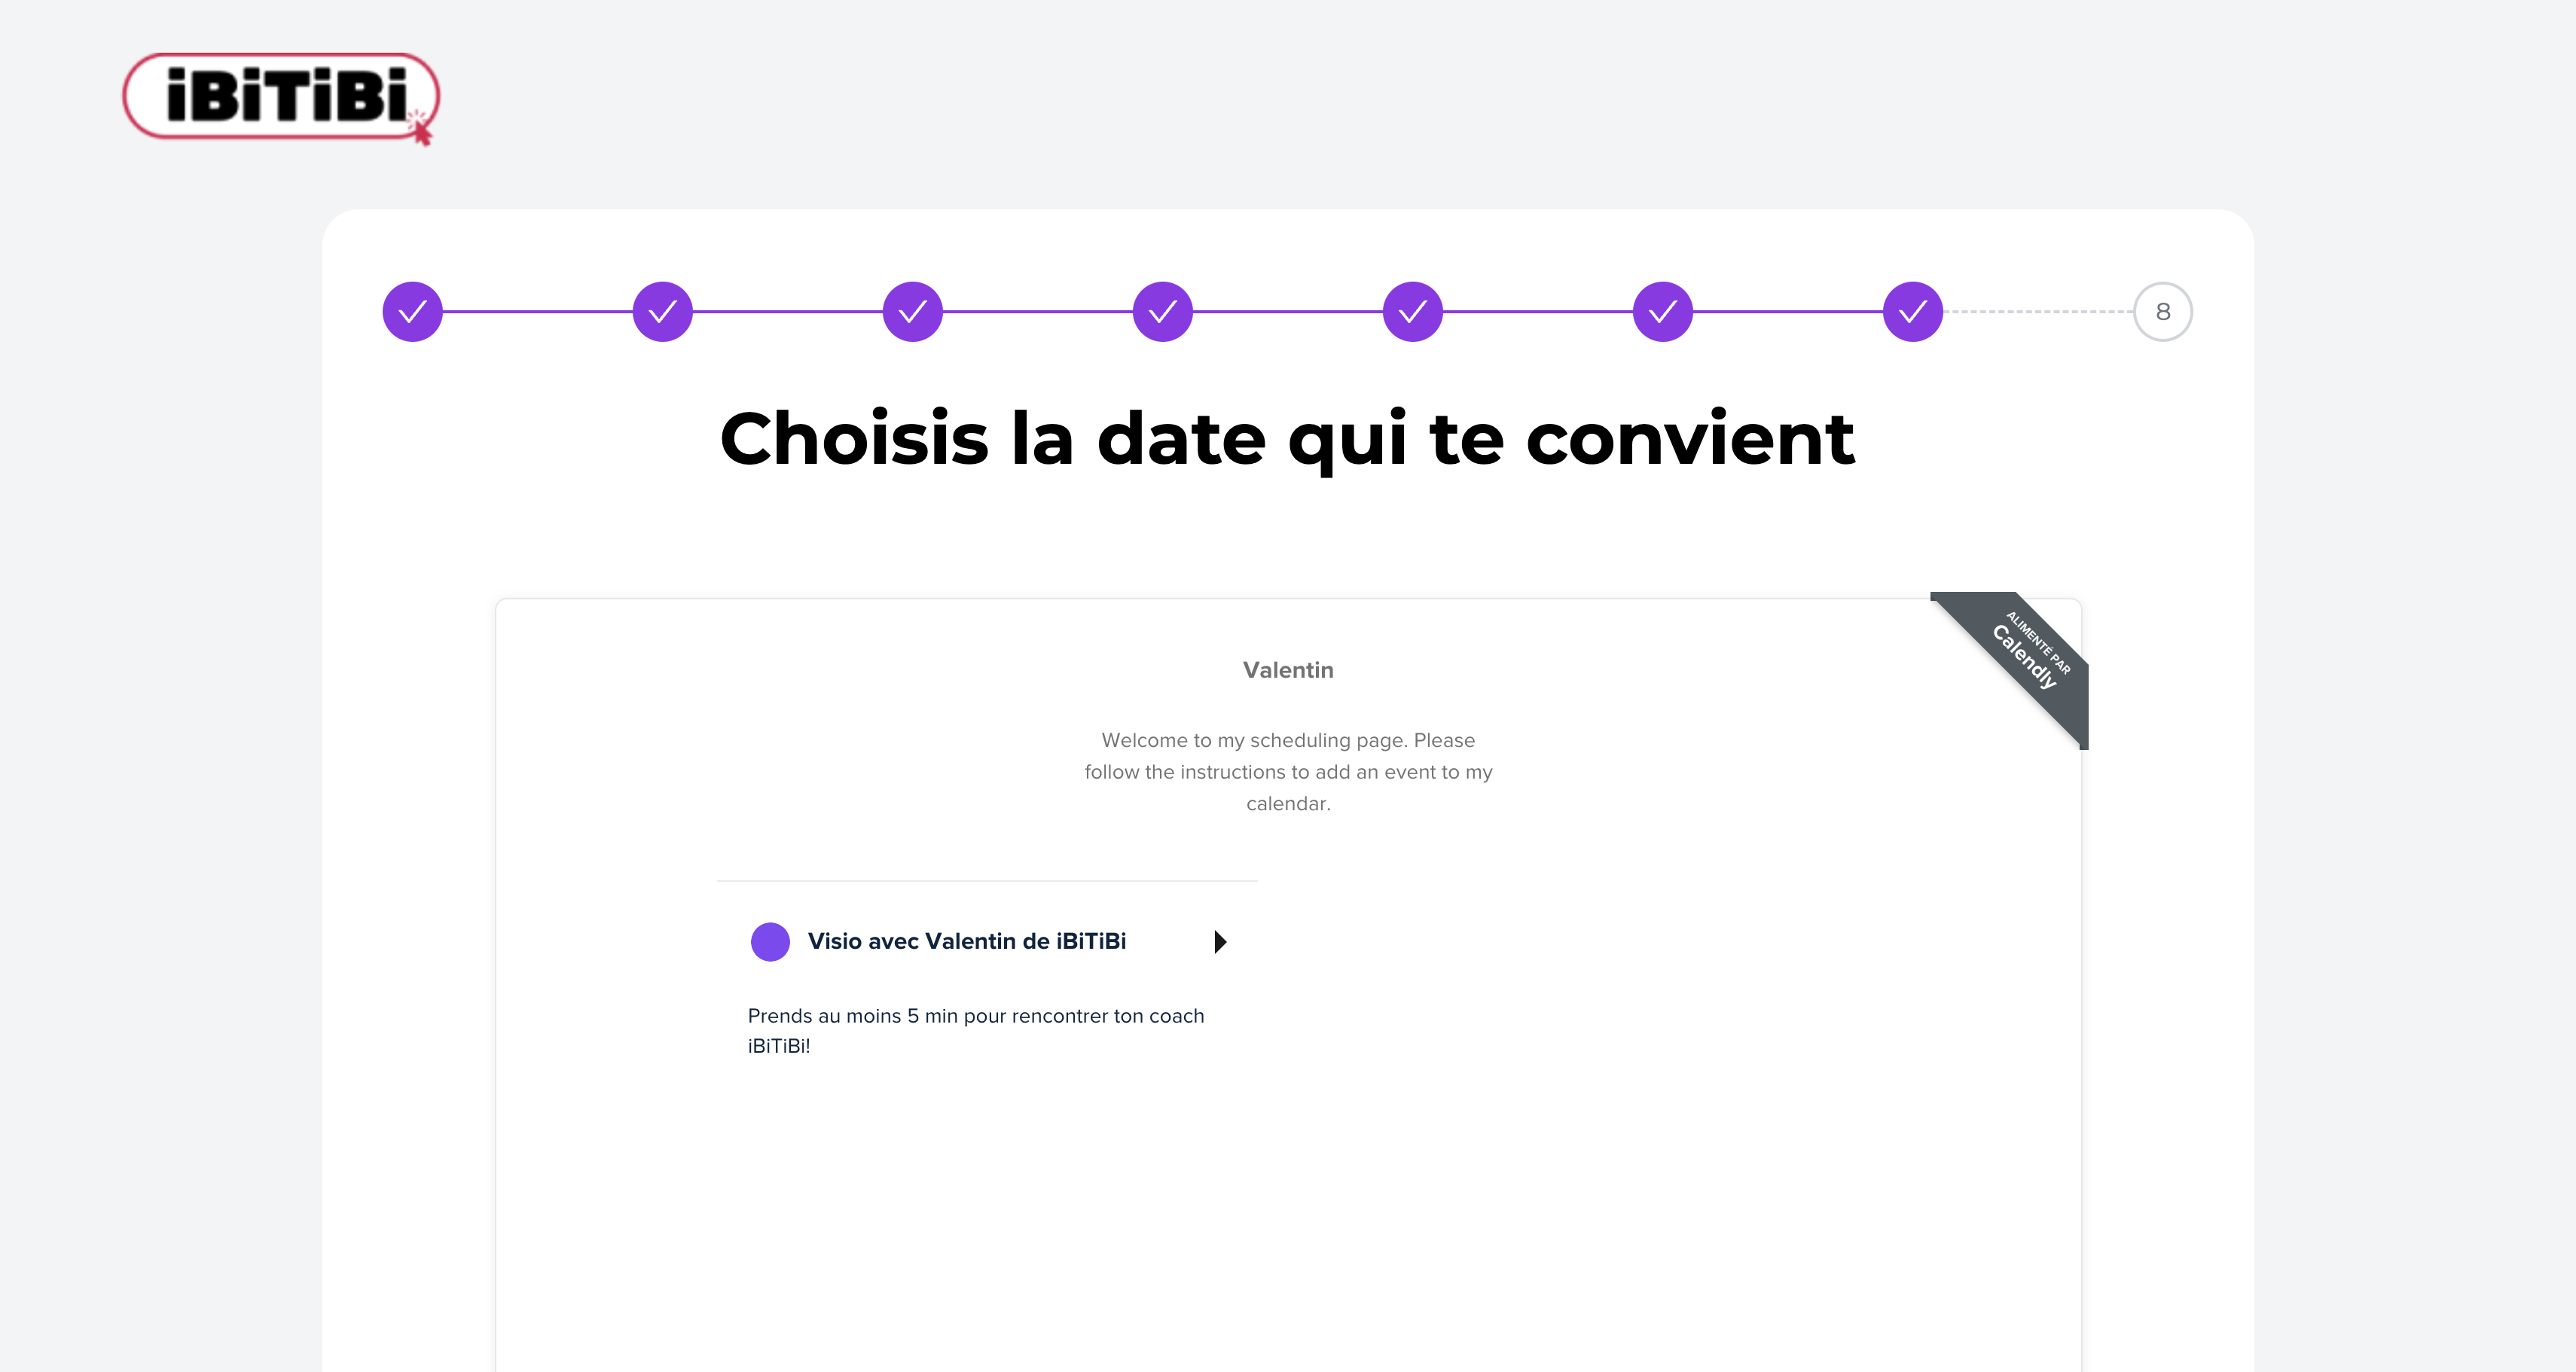 iBiTiBi
8
Choisis la date qui te convient
ALIMENTÉ PAR
Calendly
Valentin
Welcome to my scheduling page. Please
follow the instructions to add an event to my
calendar.
Visio avec Valentin de iBiTiBi
Prends au moins 5 min pour rencontrer ton coach
iBiTiBi!